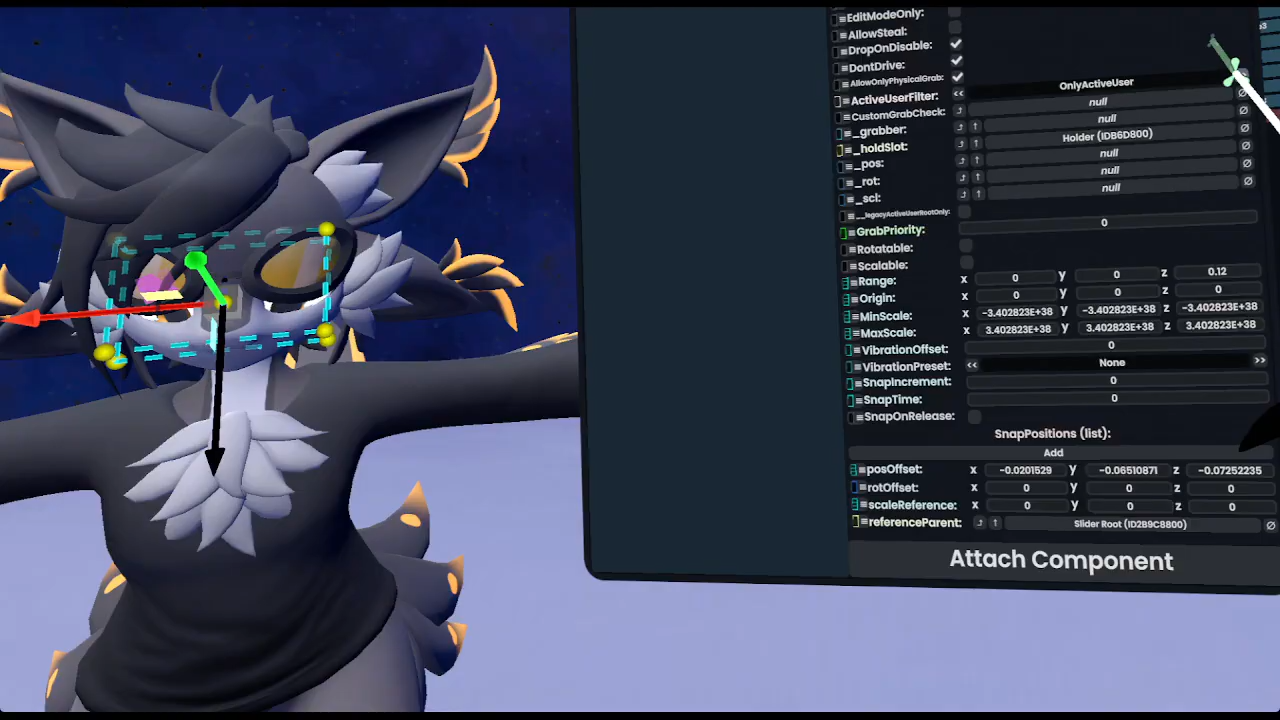 EditModeOnly:
AllowSteal:
DropOnDisable:
DontDrive:
AllowOnlyPhysicalGrab:
ActiveUserFilter: << OnlyActiveUser
CustomGrabCheck: null
_grabber: null
_holdSlot: Holder (IDB6D800)
_pos: null
_rot: null
_scl: null
__legacyActiveUserRootOnly:
GrabPriority: 0
Rotatable:
Scalable:
Range: x 0 y 0 z 0.12
Origin: x 0 y 0 z 0
MinScale: x -3.402823E+38 y -3.402823E+38 z -3.402823E+38
MaxScale: x 3.402823E+38 y 3.402823E+38 z 3.402823E+38
VibrationOffset: 0
VibrationPreset: << None >>
SnapIncrement: 0
SnapTime: 0
SnapOnRelease:
SnapPositions (list):
Add
posOffset: x -0.0201529 y -0.06510871 z -0.07252235
rotOffset: x 0 y 0 z 0
scaleReference: x 0 y 0 z 0
referenceParent: Slider Root (ID2B9C8800)
Attach Component